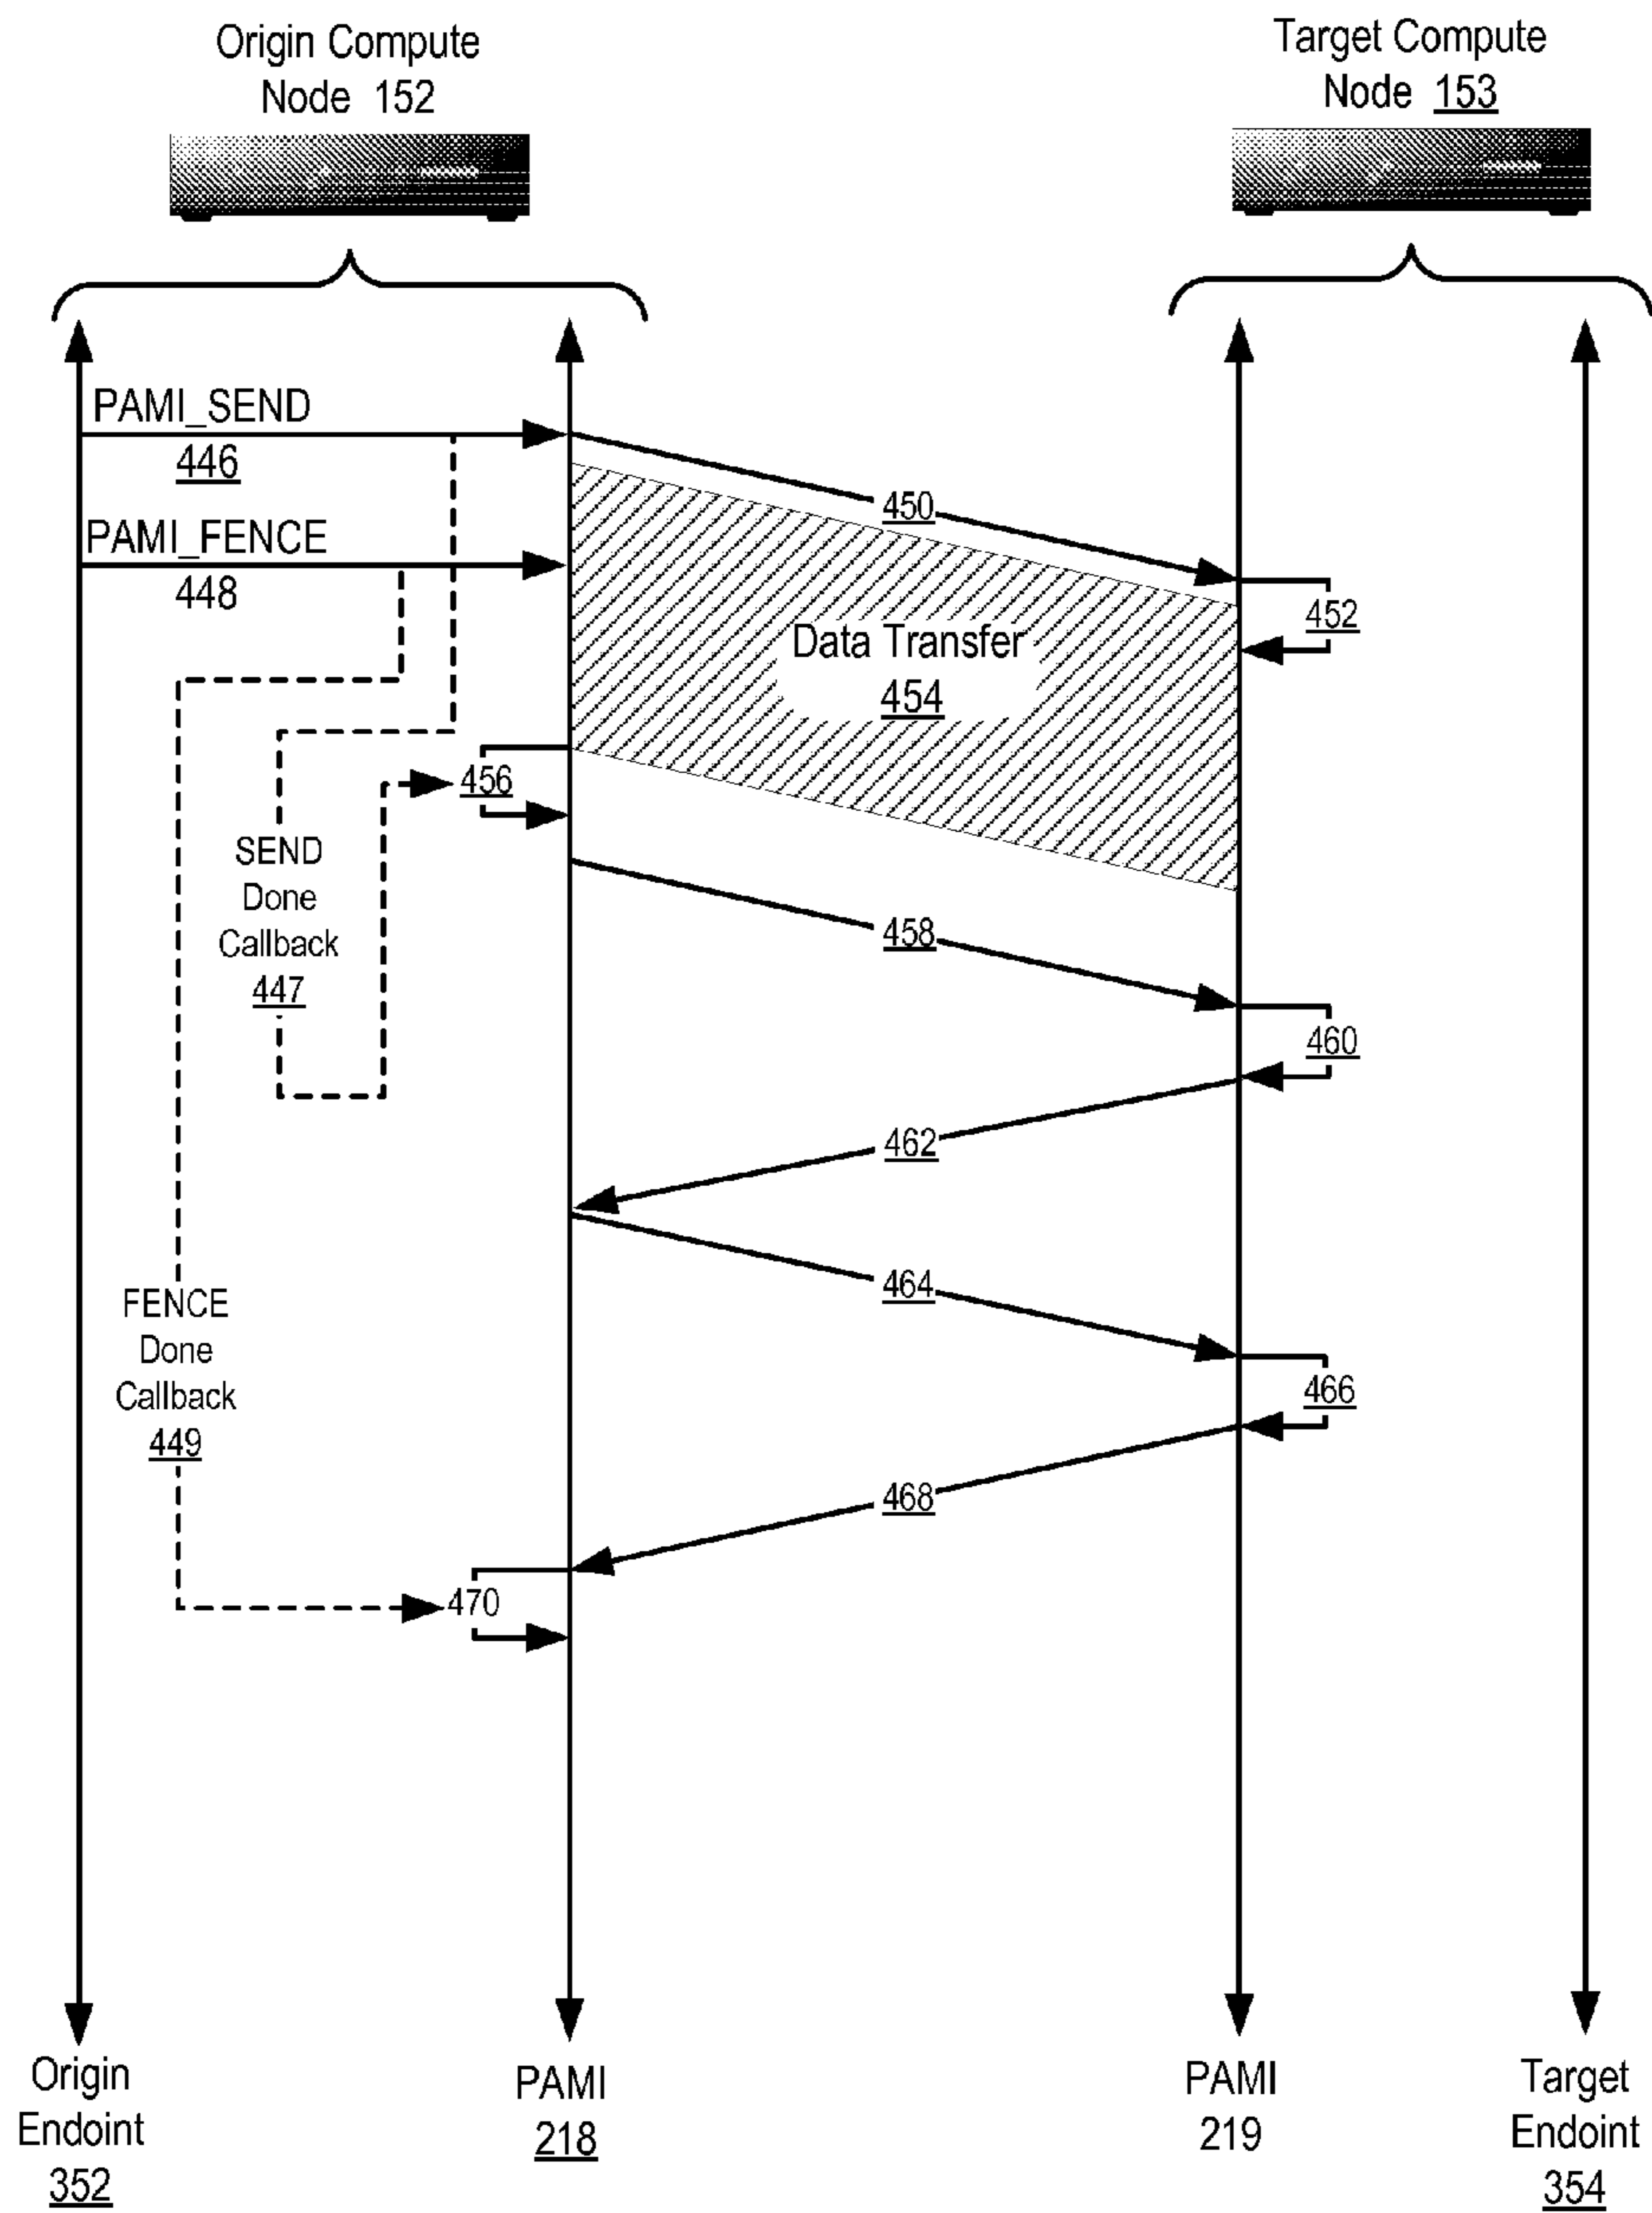 Origin Compute
Node 152
Target Compute
Node 153
PAMI_SEND
446
450
PAMI_FENCE
448
452
Data Transfer
454
456
SEND
Done
Callback
447
458
460
462
464
FENCE
Done
Callback
449
466
468
470
Origin
Endoint
352
PAMI
218
PAMI
219
Target
Endoint
354